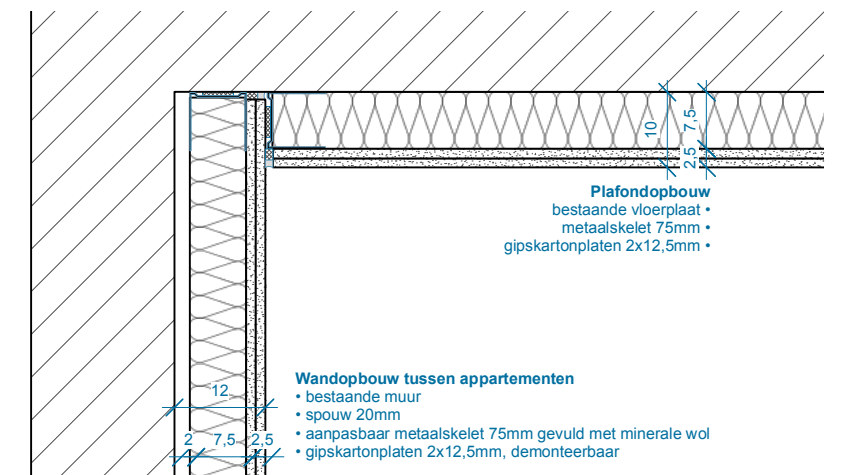 10
7,5
2,5
Plafondopbouw
bestaande vloerplaat •
metaalskelet 75mm •
gipskartonplaten 2x12,5mm •
Wandopbouw tussen appartementen
• bestaande muur
• spouw 20mm
• aanpasbaar metaalskelet 75mm gevuld met minerale wol
• gipskartonplaten 2x12,5mm, demonteerbaar
12
2 7,5 2,5